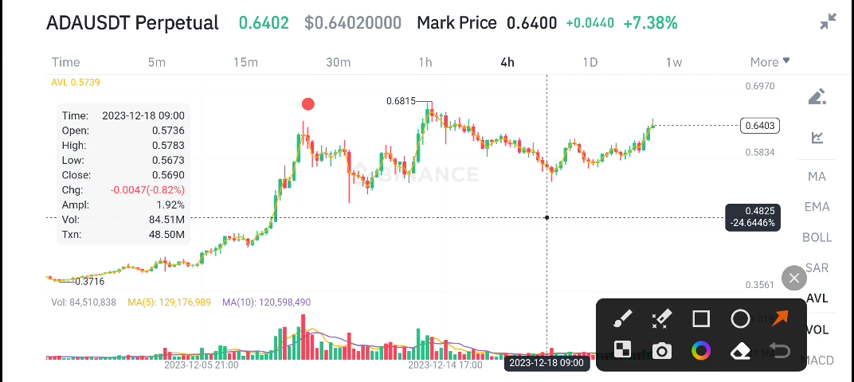 ADAUSDT Perpetual 0.6402 $0.64020000 Mark Price 0.6400 +0.0440 +7.38%
Time 5m 15m 30m 1h 4h 1D 1w More
AVL 0.5739
0.6970
Time: 2023-12-18 09:00
Open: 0.5736
High: 0.5783
Low: 0.5673
Close: 0.5690
Chg: -0.0047(-0.82%)
Ampl: 1.92%
Vol: 84.51M
Txn: 48.50M
0.6815
0.6403
0.5834
BINANCE
0.4825
-24.6446%
0.3716
0.3561
MA
EMA
BOLL
SAR
AVL
VOL
MACD
Vol: 84,510,838 MA(5): 129,176,989 MA(10): 120,598,490
2023-12-05 21:00 2023-12-14 17:00 2023-12-18 09:00